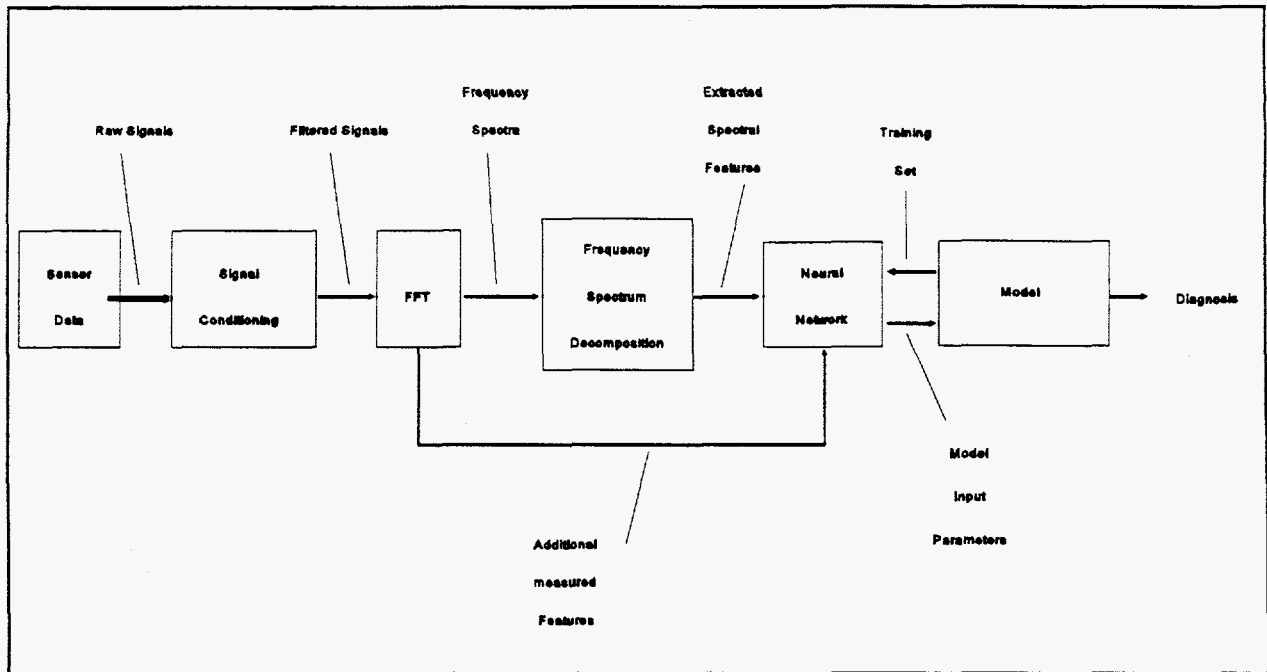 Raw Signals
Filtered Signals
Frequency
Spectra
Extracted
Spectral
Features
Training
Set
Sensor
Data
Signal
Conditioning
FFT
Frequency
Spectrum
Decomposition
Neural
Network
Model
Diagnosis
Additional
measured
Features
Model
Input
Parameters